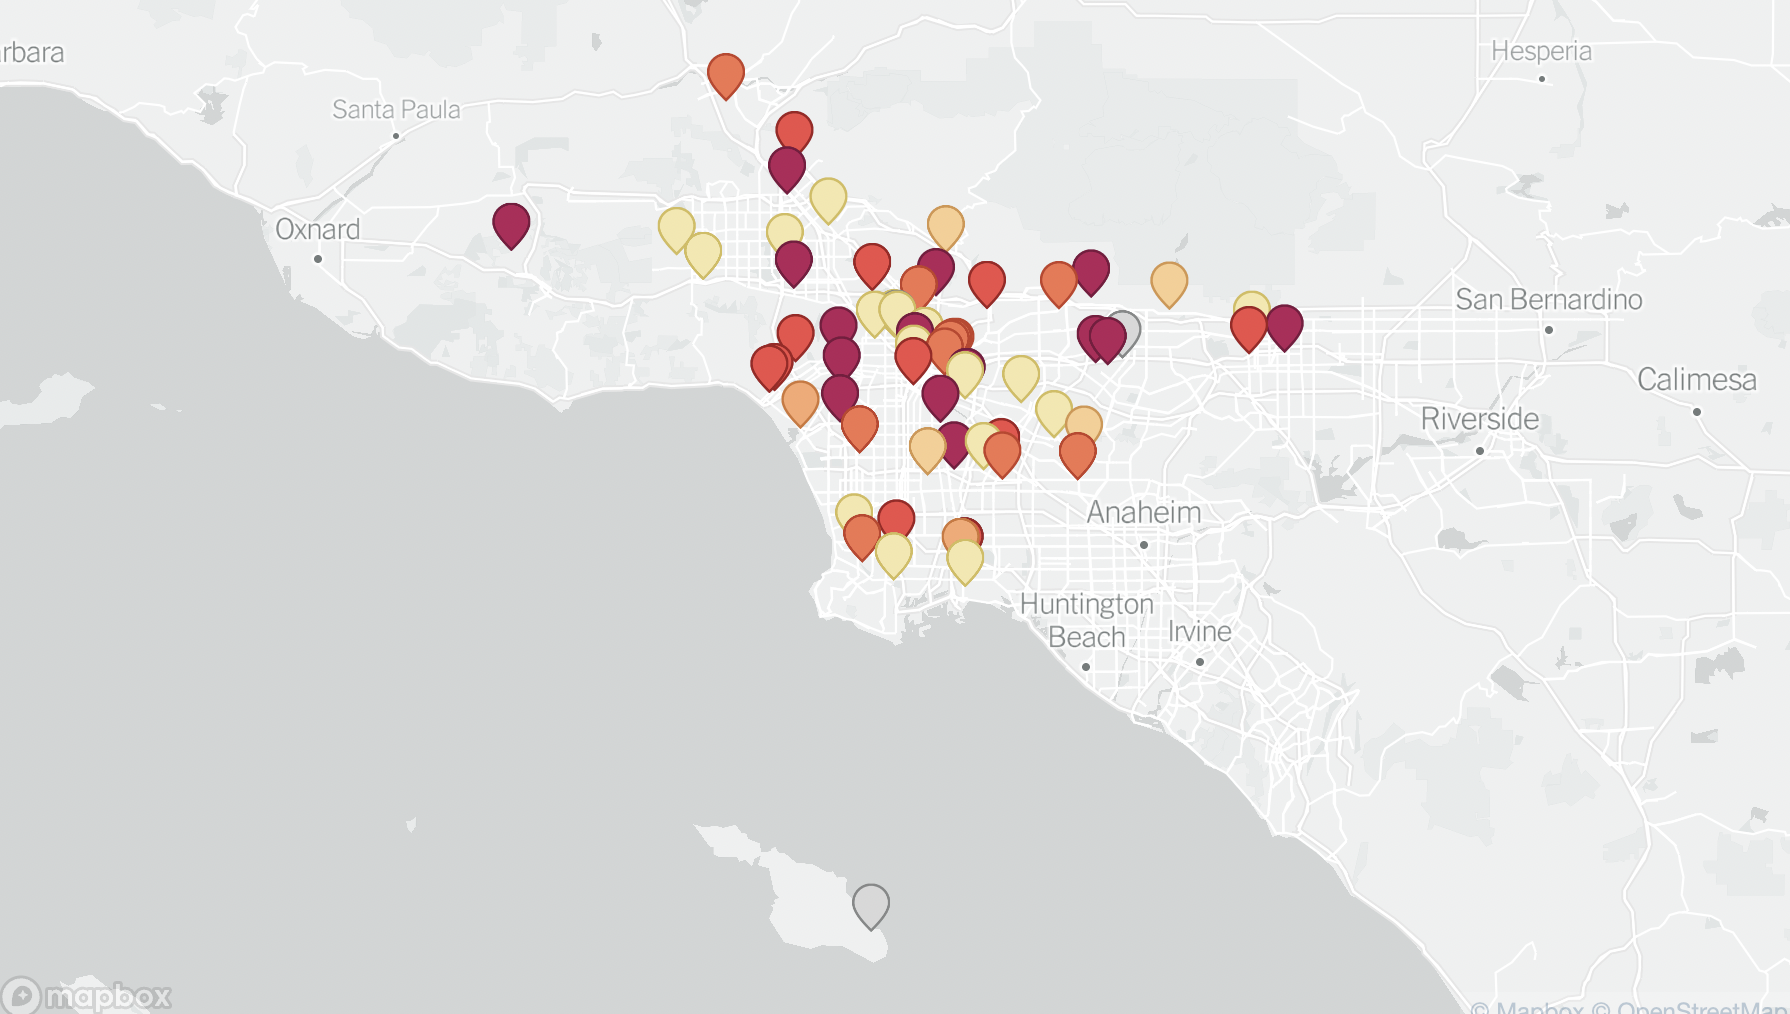 rbara
Hesperia
Santa Paula
Oxnard
San Bernardino
Calimesa
Riverside
Anaheim
Huntington
Beach
Irvine
mapbox
© Mapbox © OpenStreetMap